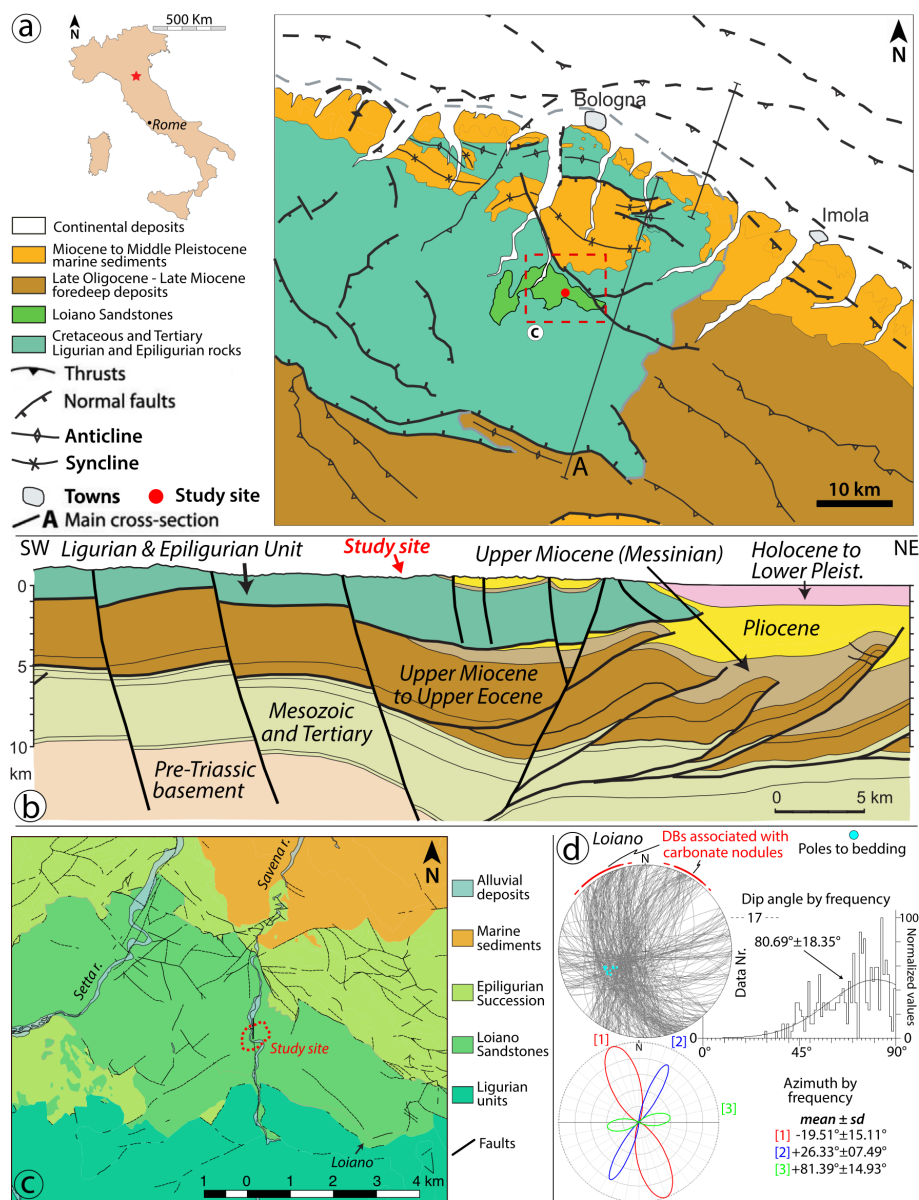 a
N
500 Km
Rome
Continental deposits
Miocene to Middle Pleistocene
marine sediments
Late Oligocene - Late Miocene
foredeep deposits
Loiano Sandstones
Cretaceous and Tertiary
Ligurian and Epiligurian rocks
Thrusts
Normal faults
Anticline
Syncline
Towns
Study site
A Main cross-section
N
Bologna
Imola
c
A
10 km
b
SW
Ligurian & Epiligurian Unit
Study site
Upper Miocene (Messinian)
Holocene to
Lower Pleist.
NE
0
5
10
km
Pliocene
Upper Miocene
to Upper Eocene
Mesozoic
and Tertiary
Pre-Triassic
basement
0 5 km
c
N
Savena r.
Setta r.
Study site
Loiano
1 0 1 2 3 4 km
Alluvial
deposits
Marine
sediments
Epiligurian
Succession
Loiano
Sandstones
Ligurian
units
Faults
d
Loiano
N
DBs associated with
carbonate nodules
Poles to bedding
Dip angle by frequency
17
100
80.69°±18.35°
Data Nr.
Normalized values
0
0
0°
45°
90°
[1]
N
[2]
[3]
Azimuth by
frequency
mean ± sd
[1] -19.51°±15.11°
[2] +26.33°±07.49°
[3] +81.39°±14.93°